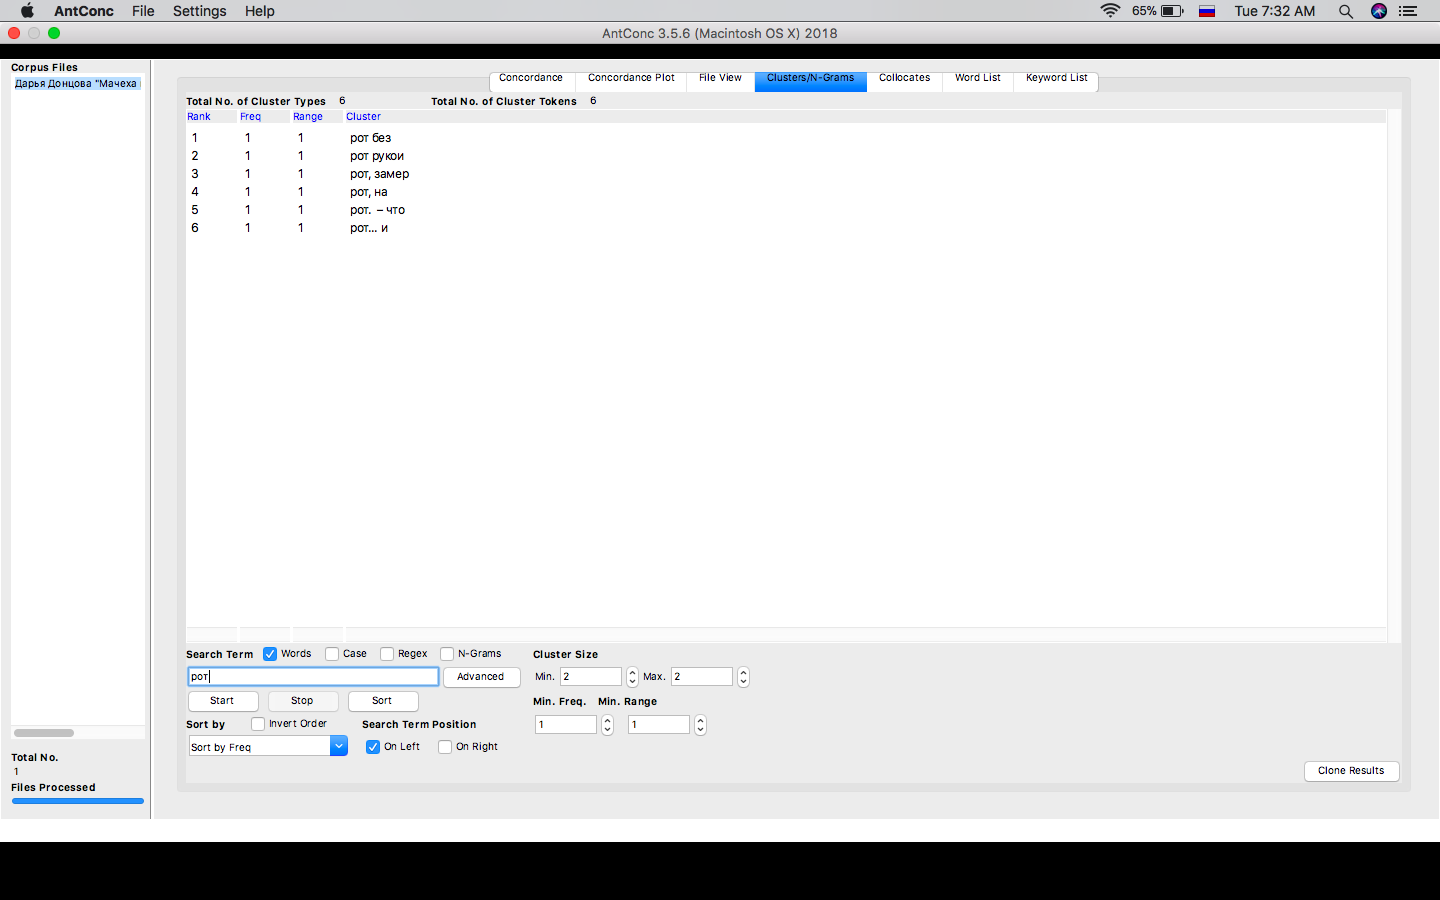 AntConc File Settings Help 65% Tue 7:32 AM
AntConc 3.5.6 (Macintosh OS X) 2018
Corpus Files
Дарья Донцова "Мачеха
Concordance Concordance Plot File View Clusters/N-Grams Collocates Word List Keyword List
Total No. of Cluster Types 6 Total No. of Cluster Tokens 6
Rank Freq Range Cluster
1 1 1 рот без
2 1 1 рот рукои
3 1 1 рот, замер
4 1 1 рот, на
5 1 1 рот. – что
6 1 1 рот... и
Search Term Words Case Regex N-Grams Cluster Size
рот Advanced Min. 2 Max. 2
Start Stop Sort Min. Freq. Min. Range
Sort by Invert Order Search Term Position 1 1
Sort by Freq On Left On Right
Total No.
1
Clone Results
Files Processed